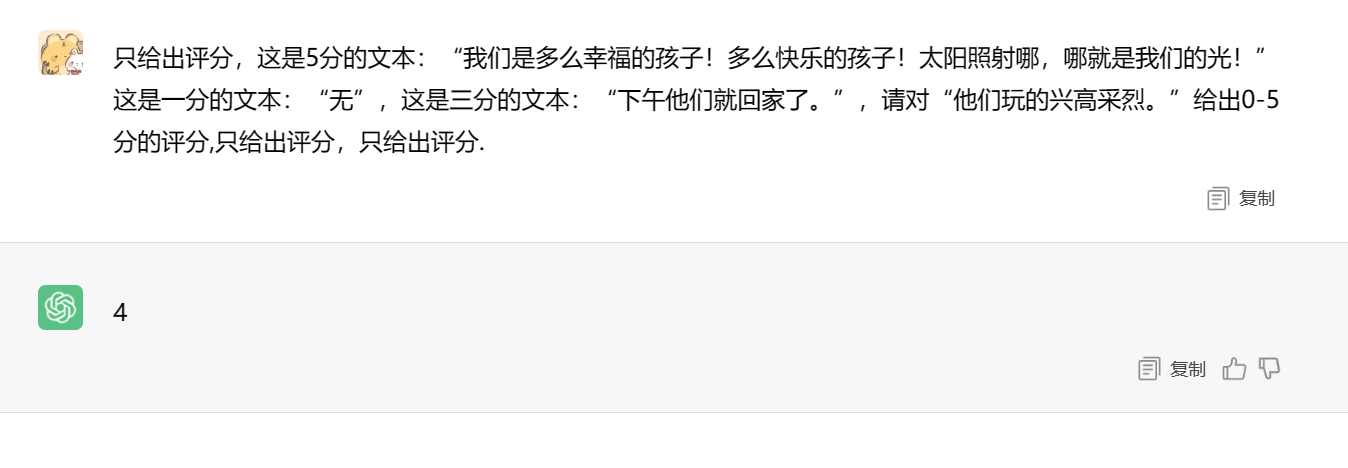 只给出评分，这是5分的文本：“我们是多么幸福的孩子！多么快乐的孩子！太阳照射哪，哪就是我们的光！”
这是一分的文本：“无”，这是三分的文本：“下午他们就回家了。”，请对“他们玩的兴高采烈。”给出0-5
分的评分,只给出评分，只给出评分.
复制
4
复制